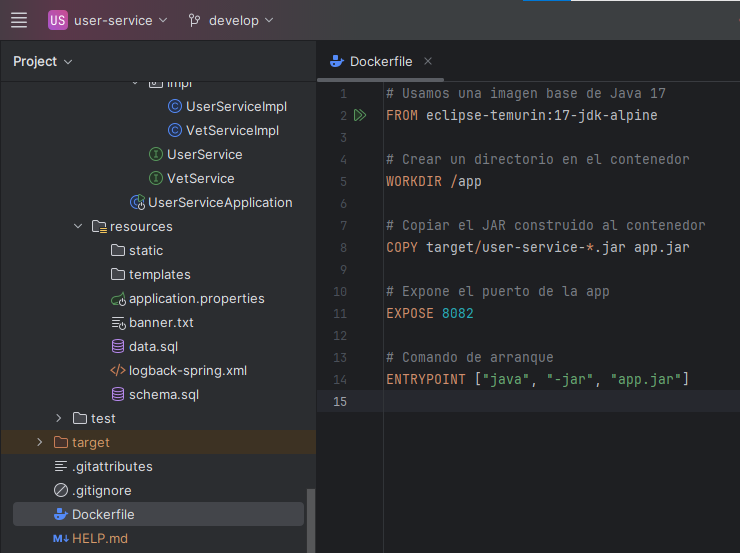 US user-service develop
Project
impl
UserServiceImpl
VetServiceImpl
UserService
VetService
UserServiceApplication
resources
static
templates
application.properties
banner.txt
data.sql
logback-spring.xml
schema.sql
test
target
.gitattributes
.gitignore
Dockerfile
HELP.md
Dockerfile
1 # Usamos una imagen base de Java 17
2 FROM eclipse-temurin:17-jdk-alpine
3
4 # Crear un directorio en el contenedor
5 WORKDIR /app
6
7 # Copiar el JAR construido al contenedor
8 COPY target/user-service-*.jar app.jar
9
10 # Expone el puerto de la app
11 EXPOSE 8082
12
13 # Comando de arranque
14 ENTRYPOINT ["java", "-jar", "app.jar"]
15